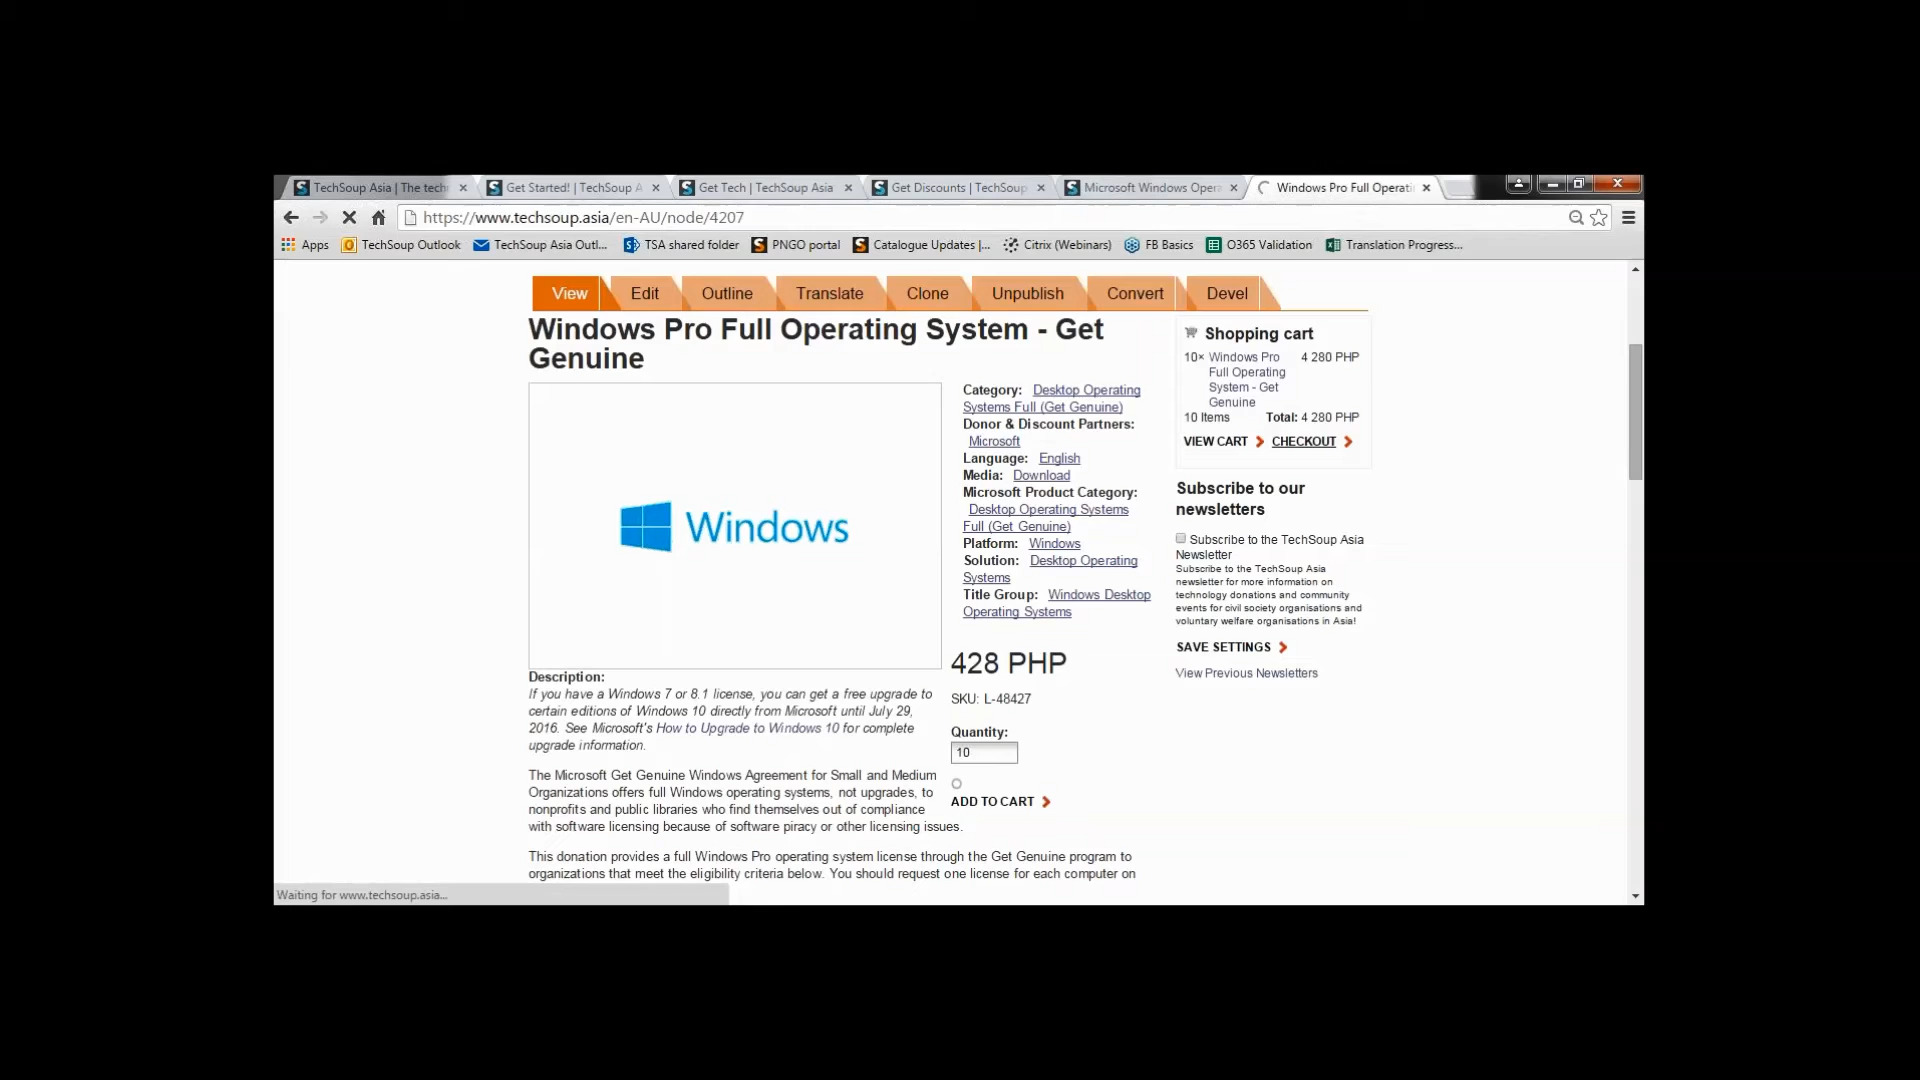 TechSoup Asia | The tech
Get Started! | TechSoup A
Get Tech | TechSoup Asia
Get Discounts | TechSoup
Microsoft Windows Opera
Windows Pro Full Operati
https://www.techsoup.asia/en-AU/node/4207
Apps
TechSoup Outlook
TechSoup Asia Outl...
TSA shared folder
PNGO portal
Catalogue Updates |...
Citrix (Webinars)
FB Basics
O365 Validation
Translation Progress...
View
Edit
Outline
Translate
Clone
Unpublish
Convert
Devel
Windows Pro Full Operating System - Get
Genuine
Windows
Category: Desktop Operating
Systems Full (Get Genuine)
Donor & Discount Partners:
Microsoft
Language: English
Media: Download
Microsoft Product Category:
Desktop Operating Systems
Full (Get Genuine)
Platform: Windows
Solution: Desktop Operating
Systems
Title Group: Windows Desktop
Operating Systems
428 PHP
SKU: L-48427
Quantity:
10
ADD TO CART
Description:
If you have a Windows 7 or 8.1 license, you can get a free upgrade to
certain editions of Windows 10 directly from Microsoft until July 29,
2016. See Microsoft's How to Upgrade to Windows 10 for complete
upgrade information.
The Microsoft Get Genuine Windows Agreement for Small and Medium
Organizations offers full Windows operating systems, not upgrades, to
nonprofits and public libraries who find themselves out of compliance
with software licensing because of software piracy or other licensing issues.
This donation provides a full Windows Pro operating system license through the Get Genuine program to
organizations that meet the eligibility criteria below. You should request one license for each computer on
Shopping cart
10× Windows Pro 4 280 PHP
Full Operating
System - Get
Genuine
10 Items Total: 4 280 PHP
VIEW CART CHECKOUT
Subscribe to our
newsletters
Subscribe to the TechSoup Asia
Newsletter
Subscribe to the TechSoup Asia
newsletter for more information on
technology donations and community
events for civil society organisations and
voluntary welfare organisations in Asia!
SAVE SETTINGS
View Previous Newsletters
Waiting for www.techsoup.asia...